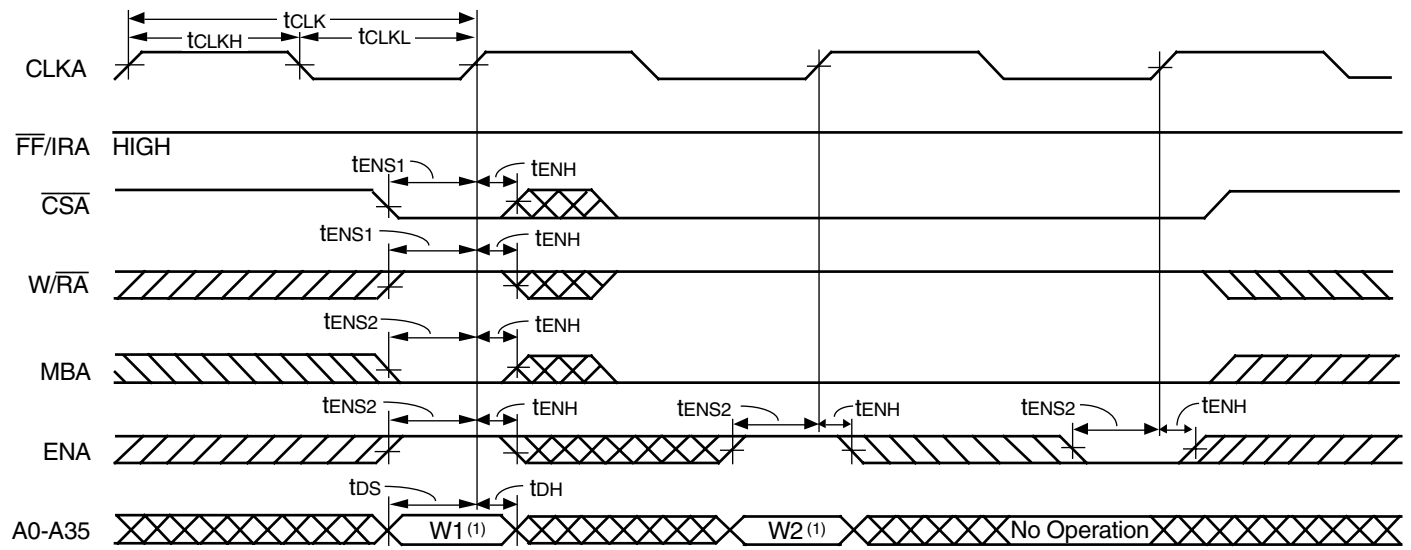 tCLK
tCLKH tCLKL
CLKA
FF/IRA HIGH
tENS1 tENH
CSA
tENS1 tENH
W/RA
tENS2 tENH
MBA
tENS2 tENH tENS2 tENH tENS2 tENH
ENA
tDS tDH
A0-A35 W1(1) W2(1) No Operation